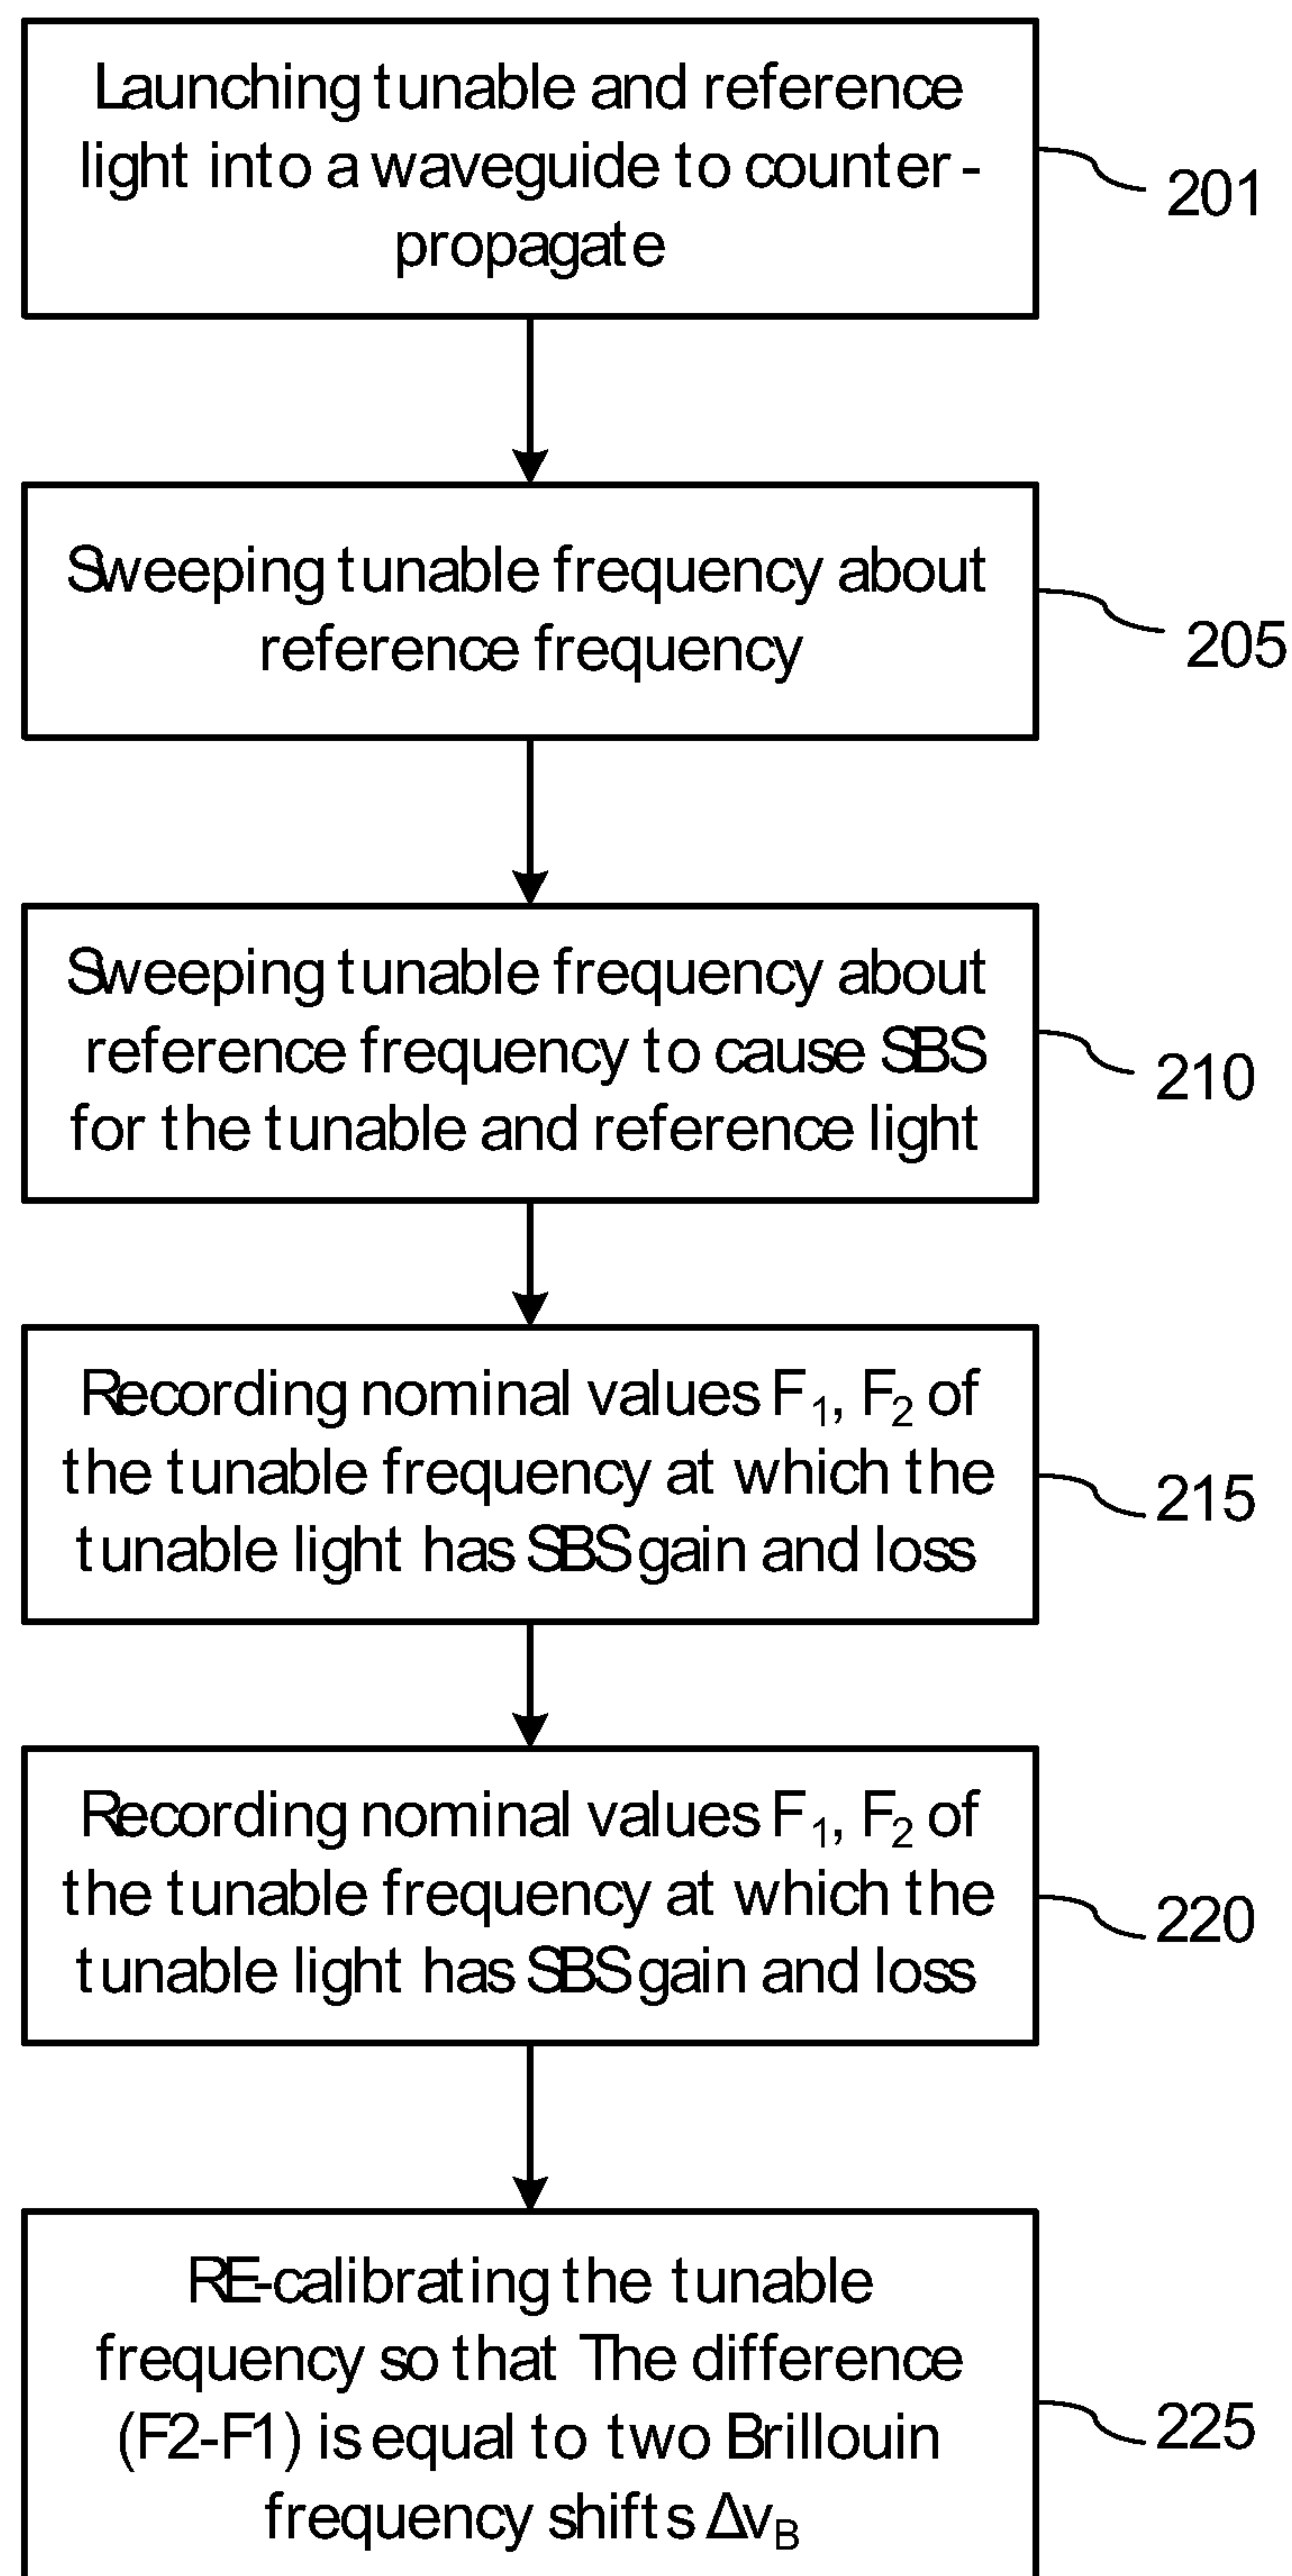 Launching tunable and reference
light into a waveguide to counter-
propagate
201
Sweeping tunable frequency about
reference frequency
205
Sweeping tunable frequency about
reference frequency to cause SBS
for the tunable and reference light
210
Recording nominal values F₁, F₂ of
the tunable frequency at which the
tunable light has SBS gain and loss
215
Recording nominal values F₁, F₂ of
the tunable frequency at which the
tunable light has SBS gain and loss
220
RE-calibrating the tunable
frequency so that The difference
(F2-F1) is equal to two Brillouin
frequency shifts Δv_B
225